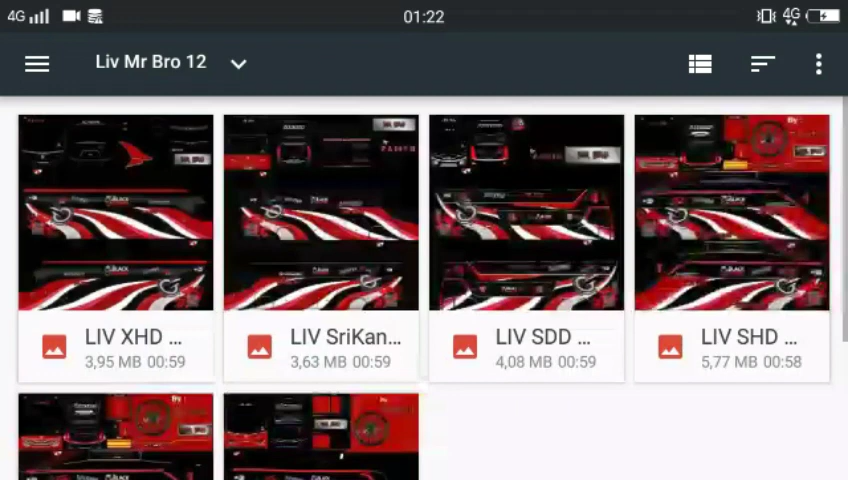 4G
01:22
4G
Liv Mr Bro 12
LIV XHD ...
3,95 MB 00:59
LIV SriKan...
3,63 MB 00:59
LIV SDD ...
4,08 MB 00:59
LIV SHD ...
5,77 MB 00:58